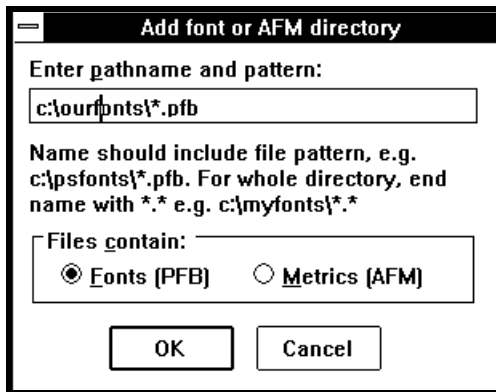 Add font or AFM directory
Enter pathname and pattern:
c:\ourfonts\*.pfb
Name should include file pattern, e.g.
c:\psfonts\*.pfb. For whole directory, end
name with *.* e.g. c:\myfonts\*.*
Files contain:
Fonts (PFB) Metrics (AFM)
OK Cancel